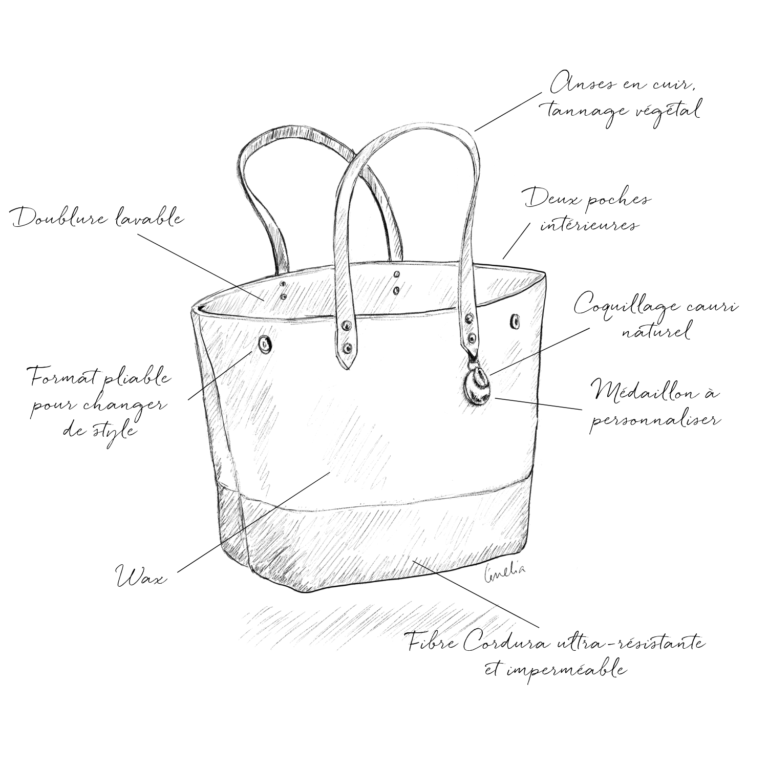 Anses en cuir,
tannage végétal
Deux poches
intérieures
Doublure lavable
Coquillage cauri
naturel
Format pliable
pour changer
de style
Médaillon à
personnaliser
Wax
Fibre Cordura ultra-résistante
et imperméable